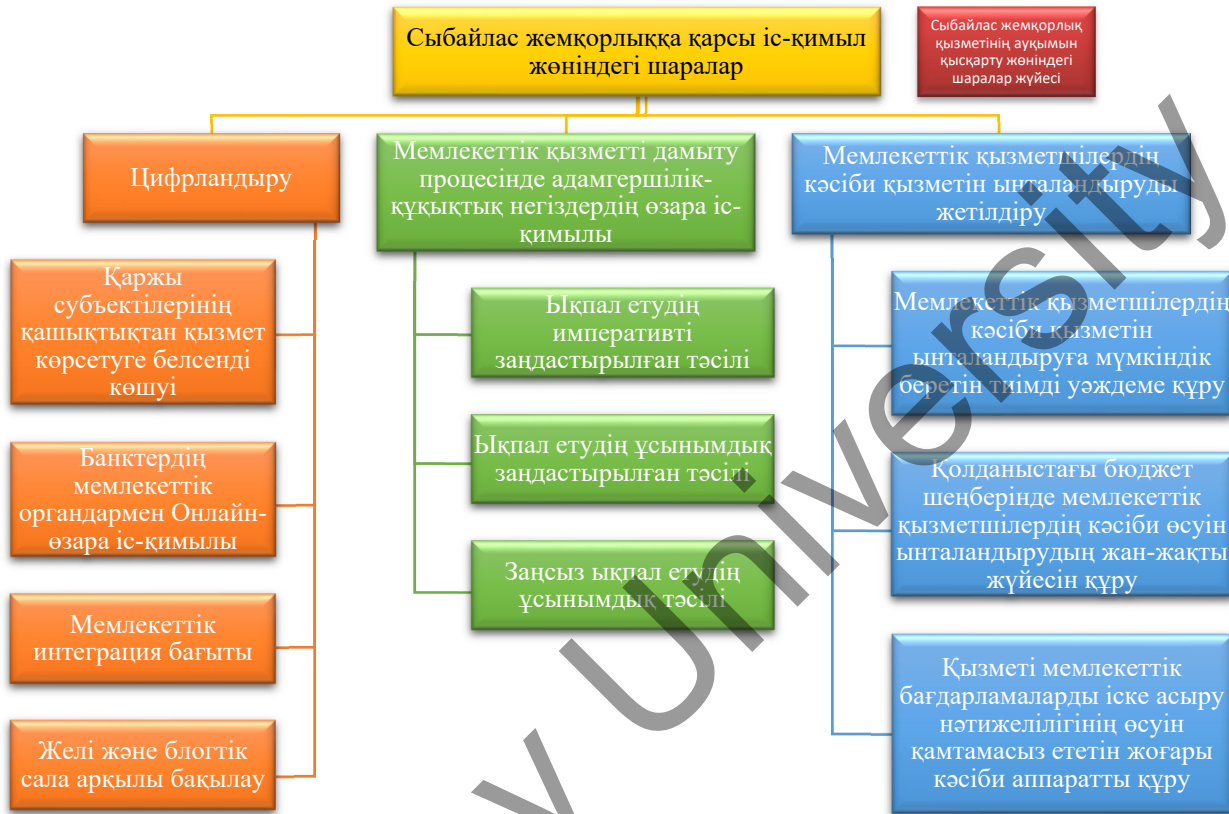 Сыбайлас жемқорлыққа қарсы іс-қимыл
жөніндегі шаралар
Сыбайлас жемқорлық
қызметінің ауқымын
қысқарту жөніндегі
шаралар жүйесі
Цифрландыру
Қаржы
субъектілерінің
қашықтықтан қызмет
көрсетуге белсенді
көшуі
Банктердің
мемлекеттік
органдармен Онлайн-
өзара іс-қимылы
Мемлекеттік
интеграция бағыты
Желі және блогтік
сала арқылы бақылау
Мемлекеттік қызметті дамыту
процесінде адамгершілік-
құқықтық негіздердің өзара іс-
қимылы
Ықпал етудің
императивті
заңдастырылған тәсілі
Ықпал етудің ұсынымдық
заңдастырылған тәсілі
Заңсыз ықпал етудің
ұсынымдық тәсілі
Мемлекеттік қызметшілердің
кәсіби қызметін ынталандыруды
жетілдіру
Мемлекеттік қызметшілердің
кәсіби қызметін
ынталандыруға мүмкіндік
беретін тиімді уәждеме құру
Қолданыстағы бюджет
шеңберінде мемлекеттік
қызметшілердің кәсіби өсуін
ынталандырудың жан-жақты
жүйесін құру
Қызметі мемлекеттік
бағдарламаларды іске асыру
нәтижелілігінің өсуін
қамтамасыз ететін жоғары
кәсіби аппаратты құру
University